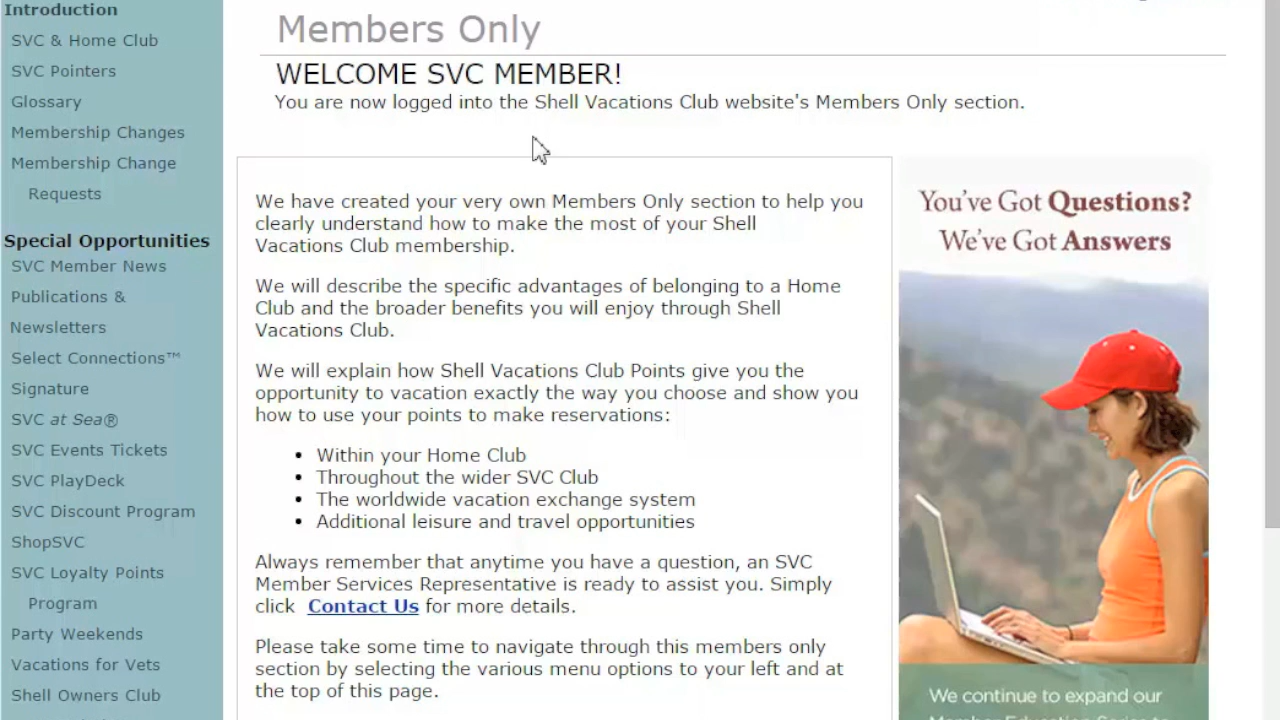 Introduction
SVC & Home Club
SVC Pointers
Glossary
Membership Changes
Membership Change
Requests
Special Opportunities
SVC Member News
Publications &
Newsletters
Select Connections™
Signature
SVC at Sea®
SVC Events Tickets
SVC PlayDeck
SVC Discount Program
ShopSVC
SVC Loyalty Points
Program
Party Weekends
Vacations for Vets
Shell Owners Club
Members Only
WELCOME SVC MEMBER!
You are now logged into the Shell Vacations Club website's Members Only section.
We have created your very own Members Only section to help you
clearly understand how to make the most of your Shell
Vacations Club membership.
We will describe the specific advantages of belonging to a Home
Club and the broader benefits you will enjoy through Shell
Vacations Club.
We will explain how Shell Vacations Club Points give you the
opportunity to vacation exactly the way you choose and show you
how to use your points to make reservations:
• Within your Home Club
• Throughout the wider SVC Club
• The worldwide vacation exchange system
• Additional leisure and travel opportunities
Always remember that anytime you have a question, an SVC
Member Services Representative is ready to assist you. Simply
click Contact Us for more details.
Please take some time to navigate through this members only
section by selecting the various menu options to your left and at
the top of this page.
You've Got Questions?
We've Got Answers
We continue to expand our